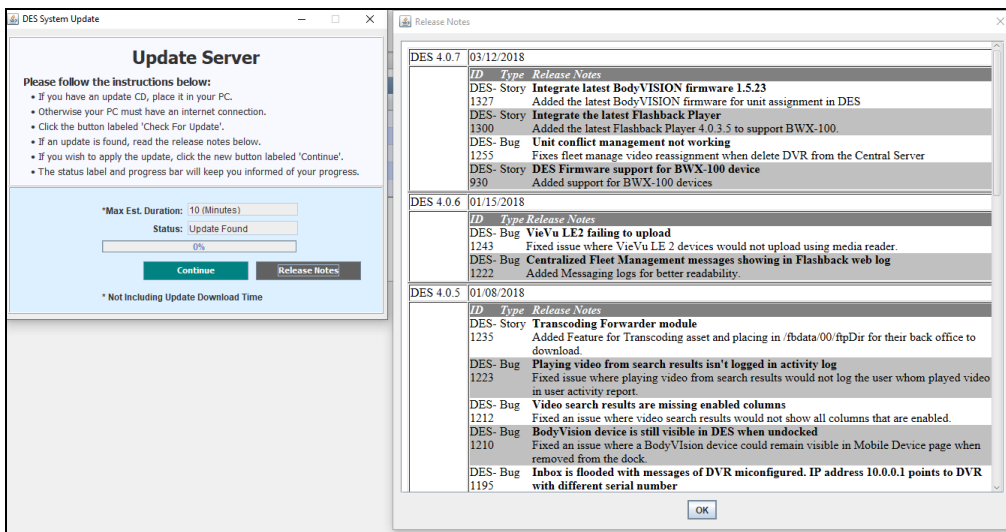 DES System Update
Update Server
Please follow the instructions below:
• If you have an update CD, place it in your PC.
• Otherwise your PC must have an internet connection.
• Click the button labeled 'Check For Update'.
• If an update is found, read the release notes below.
• If you wish to apply the update, click the new button labeled 'Continue'.
• The status label and progress bar will keep you informed of your progress.
*Max Est. Duration: 10 (Minutes)
Status: Update Found
0%
Continue Release Notes
* Not Including Update Download Time
Release Notes
DES 4.0.7 03/12/2018
ID Type Release Notes
DES- Story Integrate latest BodyVISION firmware 1.5.23
1327 Added the latest BodyVISION firmware for unit assignment in DES
DES- Story Integrate the latest Flashback Player
1300 Added the latest Flashback Player 4.0.3.5 to support BWX-100.
DES- Bug Unit conflict management not working
1255 Fixes fleet manage video reassignment when delete DVR from the Central Server
DES- Story DES Firmware support for BWX-100 device
930 Added support for BWX-100 devices
DES 4.0.6 01/15/2018
ID Type Release Notes
DES- Bug VieVu LE2 failing to upload
1243 Fixed issue where VieVu LE 2 devices would not upload using media reader.
DES- Bug Centralized Fleet Management messages showing in Flashback web log
1222 Added Messaging logs for better readability.
DES 4.0.5 01/08/2018
ID Type Release Notes
DES- Story Transcoding Forwarder module
1235 Added Feature for Transcoding asset and placing in /fbdata/00/ftpDir for their back office to
download.
DES- Bug Playing video from search results isn't logged in activity log
1223 Fixed issue where playing video from search results would not log the user whom played video
in user activity report.
DES- Bug Video search results are missing enabled columns
1212 Fixed an issue where video search results would not show all columns that are enabled.
DES- Bug BodyVision device is still visible in DES when undocked
1210 Fixed an issue where a BodyVIsion device could remain visible in Mobile Device page when
removed from the dock.
DES- Bug Inbox is flooded with messages of DVR miconfigured. IP address 10.0.0.1 points to DVR
1195 with different serial number
OK